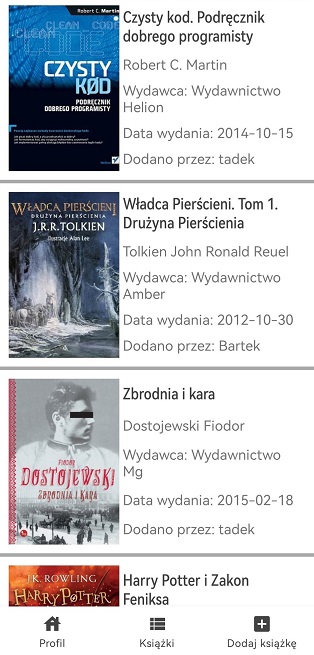 Robert C. Martin
CLEAN CODE
CODE
CZYSTY
KOD
PODRĘCZNIK
DOBREGO PROGRAMISTY
Czysty kod. Podręcznik
dobrego programisty
Robert C. Martin
Wydawca: Wydawnictwo
Helion
Data wydania: 2014-10-15
Dodano przez: tadek
WŁADCA PIERŚCIENI
DRUŻYNA PIERŚCIENIA
J.R.R.TOLKIEN
Ilustracje Alan Lee
Władca Pierścieni. Tom 1.
Drużyna Pierścienia
Tolkien John Ronald Reuel
Wydawca: Wydawnictwo
Amber
Data wydania: 2012-10-30
Dodano przez: Bartek
FIODOR
DOSTOJEWSKI
ZBRODNIA I KARA
Zbrodnia i kara
Dostojewski Fiodor
Wydawca: Wydawnictwo
Mg
Data wydania: 2015-02-18
Dodano przez: tadek
J.K. ROWLING
HARRY POTTER
Harry Potter i Zakon
Feniksa
Profil
Książki
Dodaj książkę